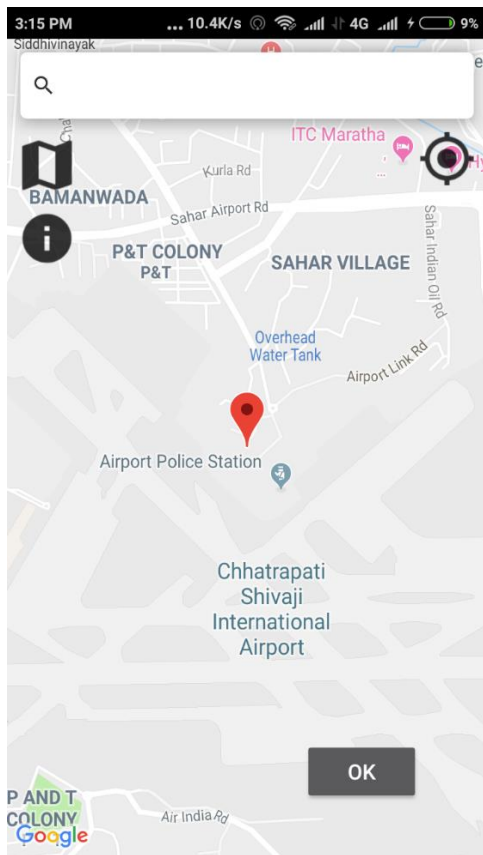 3:15 PM
... 10.4K/s 4G 9%
Siddhivinayak
H
ITC Maratha
Kurla Rd
BAMANWADA
Sahar Airport Rd
Sahar Indian Oil Rd
i
P&T COLONY
P&T
SAHAR VILLAGE
Overhead
Water Tank
Airport Link Rd
Airport Police Station
Chhatrapati
Shivaji
International
Airport
OK
P AND T
COLONY
Google
Air India Rd